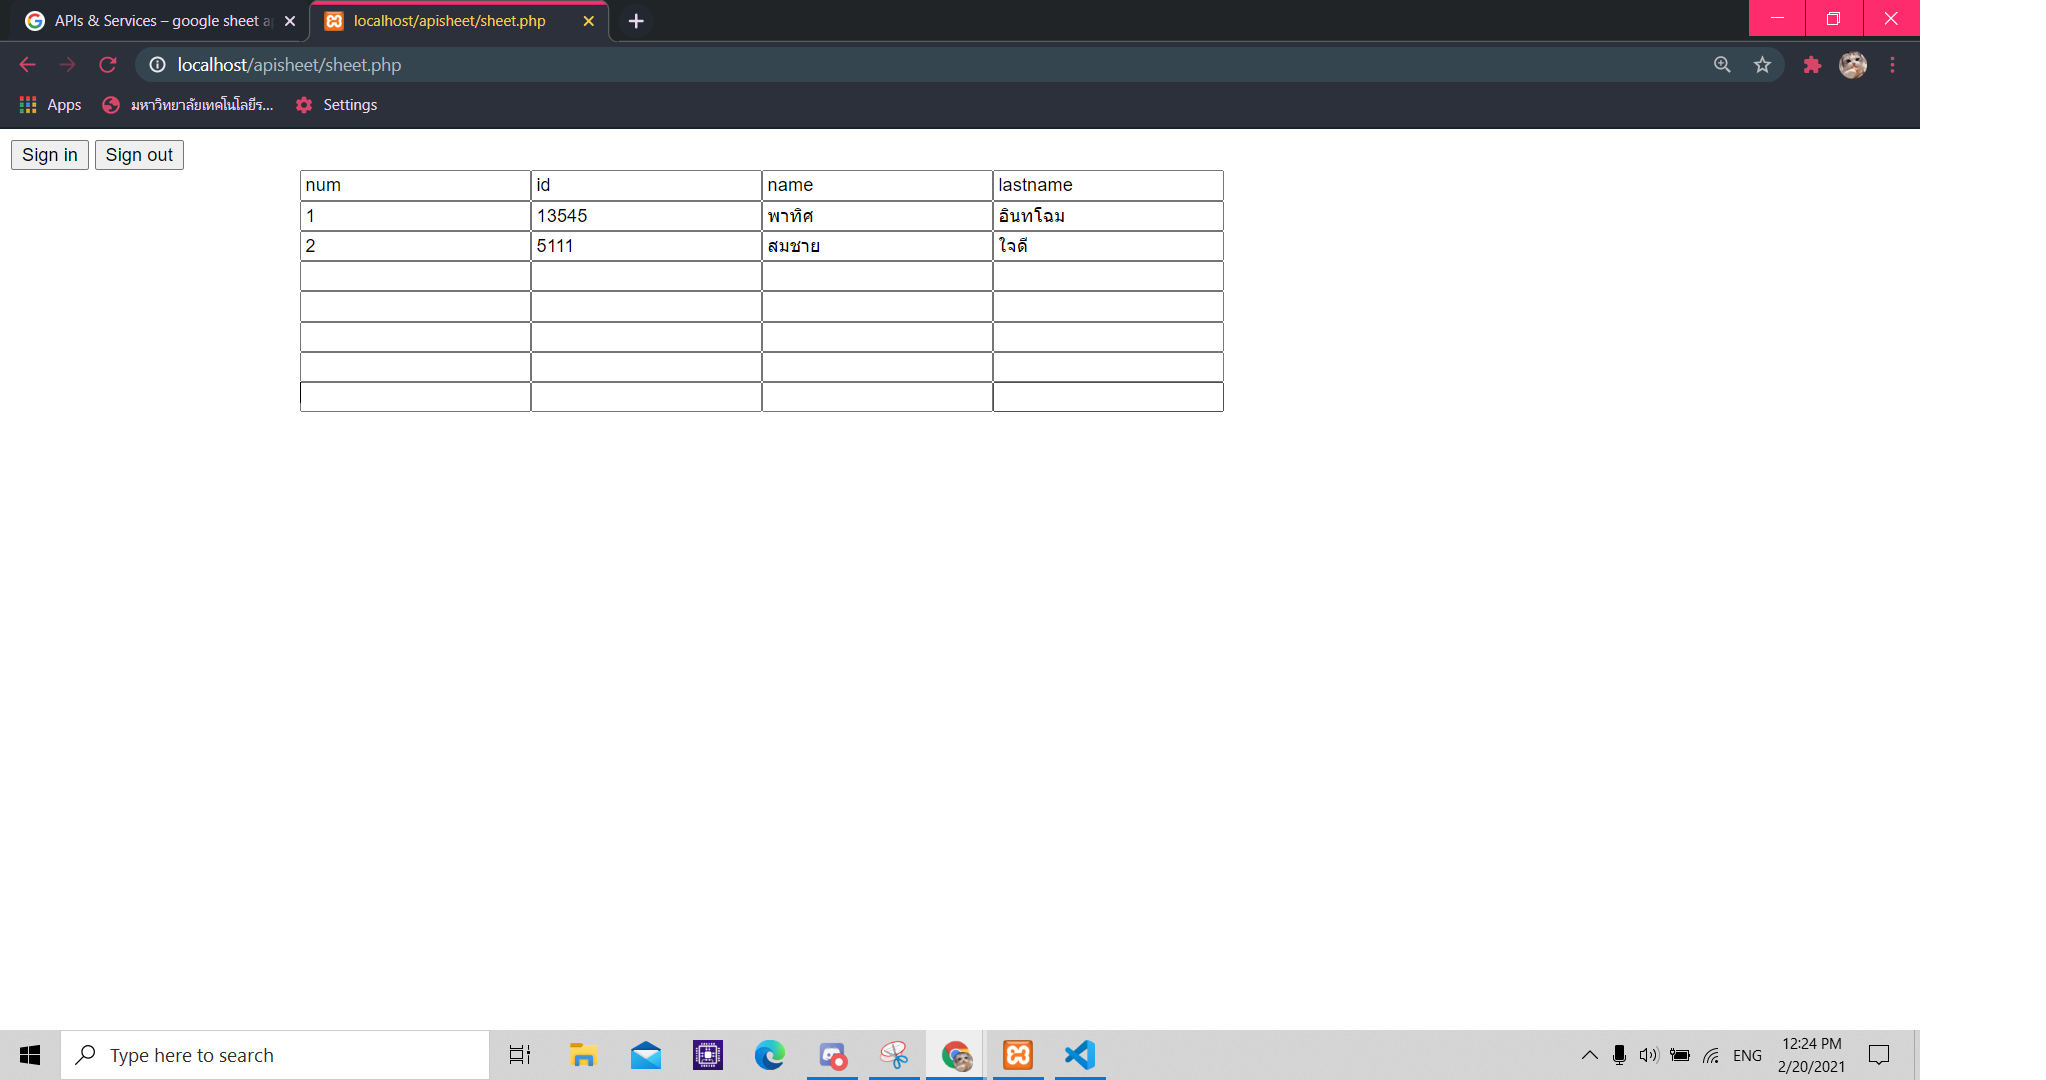 APIs & Services – google sheet a
localhost/apisheet/sheet.php
localhost/apisheet/sheet.php
Apps มหาวิทยาลัยเทคโนโลยีร... Settings
Sign in Sign out
num id name lastname
1 13545 พาทิศ อินทโฉม
2 5111 สมชาย ใจดี
Type here to search
ENG
12:24 PM
2/20/2021